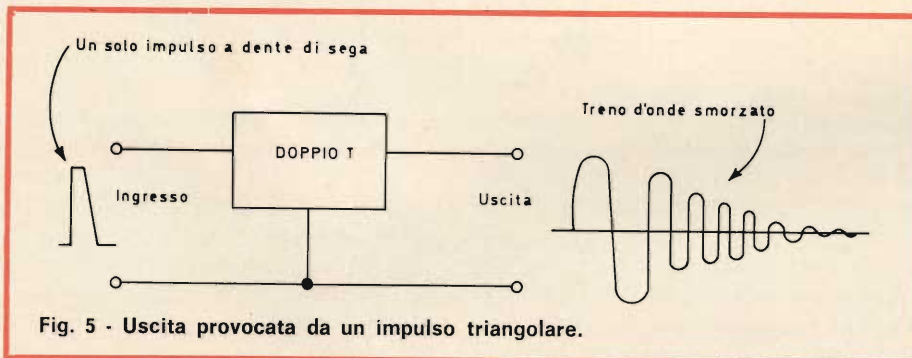 Un solo impulso a dente di sega
Treno d'onde smorzato
DOPPIO T
Ingresso
Uscita
Fig. 5 - Uscita provocata da un impulso triangolare.